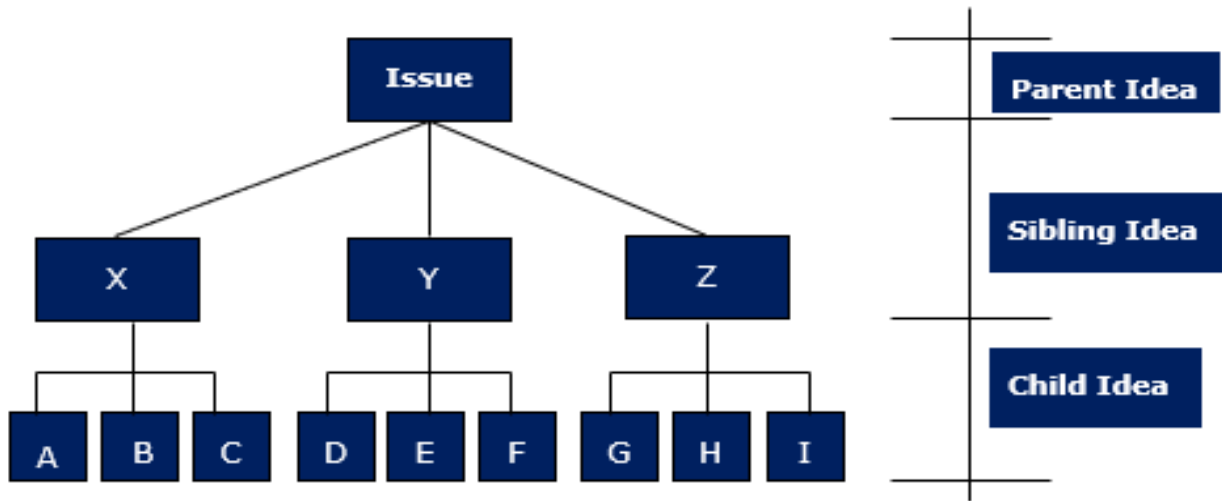 Issue
Parent Idea
Sibling Idea
X
Y
Z
Child Idea
A
B
C
D
E
F
G
H
I